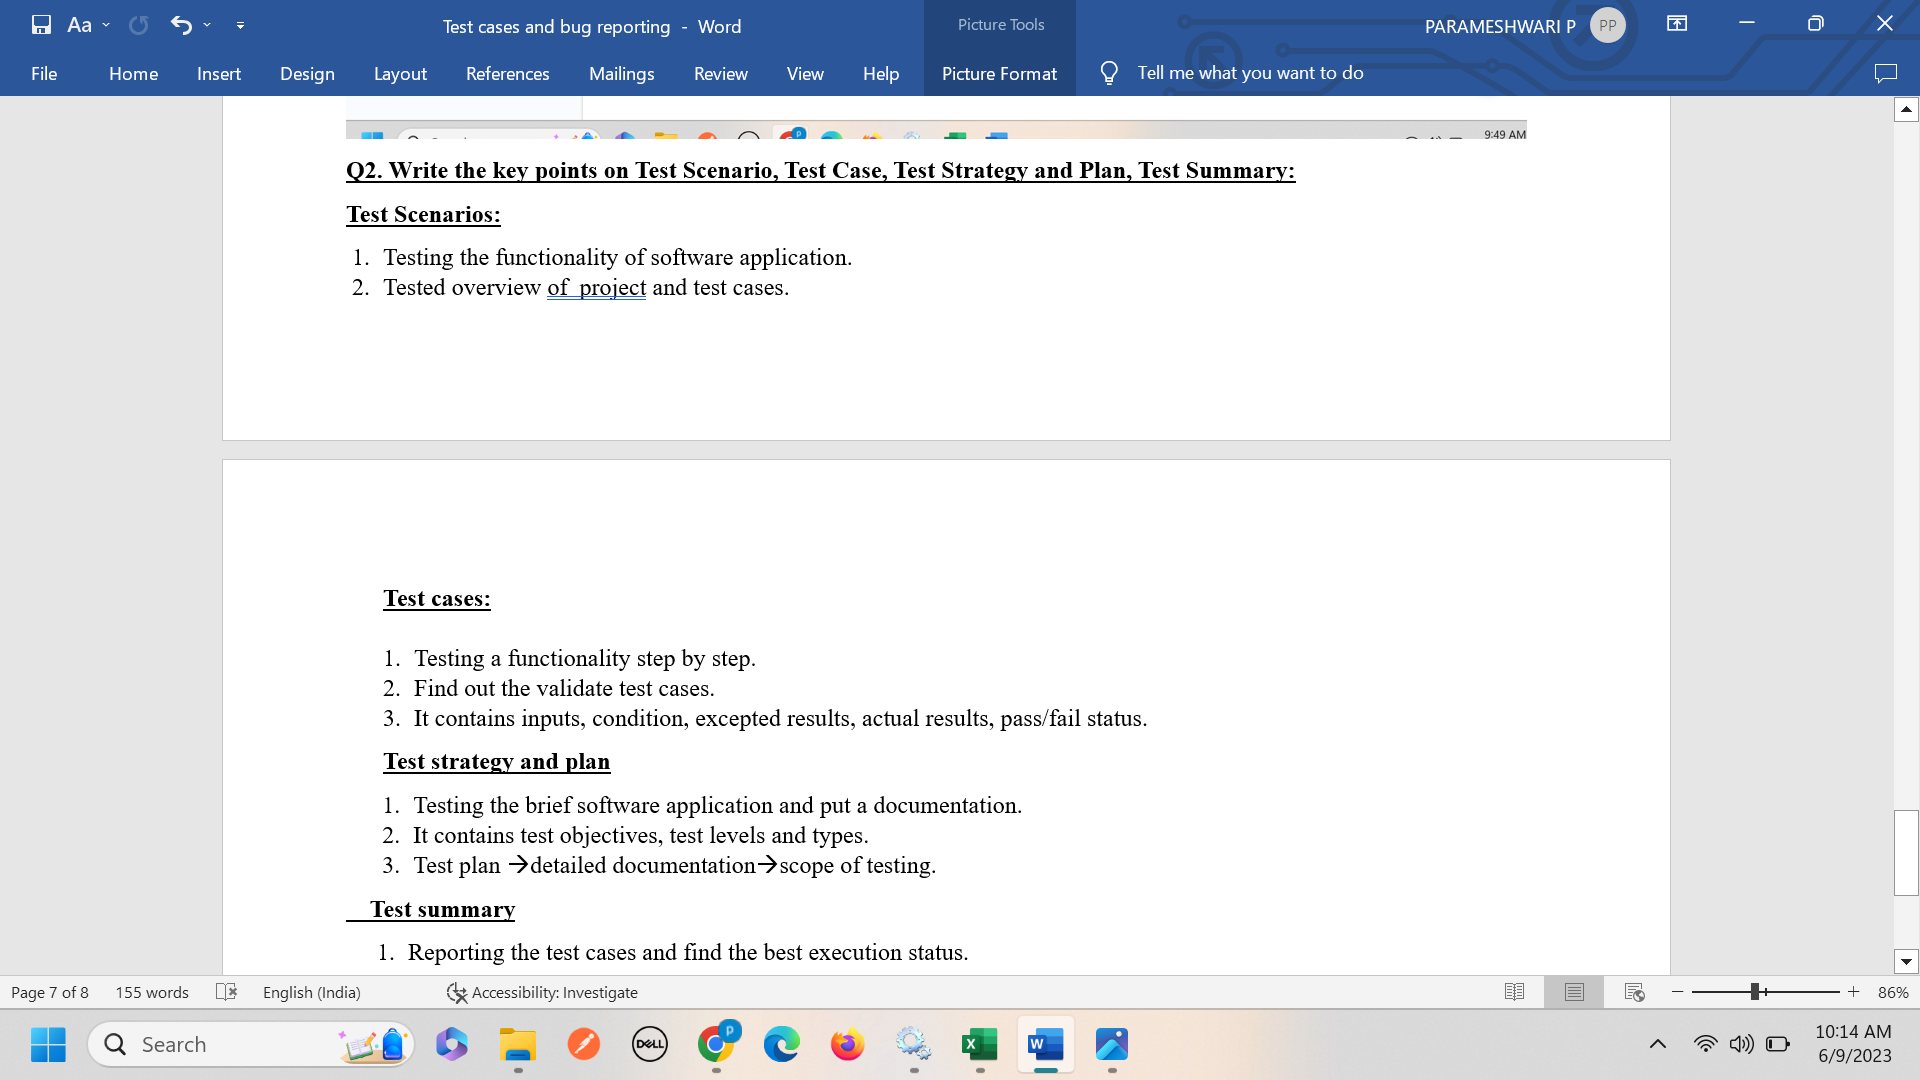 Aa
Test cases and bug reporting - Word
Picture Tools
PARAMESHWARI P
PP
File Home Insert Design Layout References Mailings Review View Help Picture Format Tell me what you want to do
9:49 AM
Q2. Write the key points on Test Scenario, Test Case, Test Strategy and Plan, Test Summary:
Test Scenarios:
1. Testing the functionality of software application.
2. Tested overview of  project and test cases.
Test cases:
1. Testing a functionality step by step.
2. Find out the validate test cases.
3. It contains inputs, condition, excepted results, actual results, pass/fail status.
Test strategy and plan
1. Testing the brief software application and put a documentation.
2. It contains test objectives, test levels and types.
3. Test plan →detailed documentation→scope of testing.
Test summary
1. Reporting the test cases and find the best execution status.
Page 7 of 8 155 words English (India) Accessibility: Investigate 86%
Search
DELL
p
X
W
10:14 AM
6/9/2023